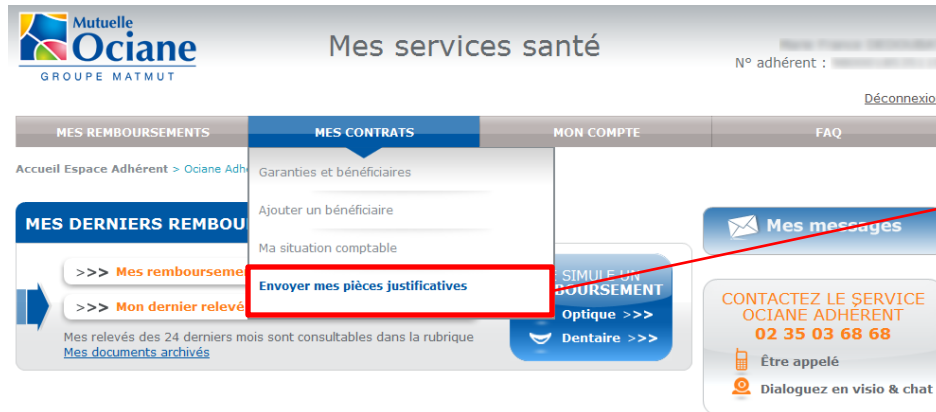 Mutuelle
Ociane
GROUPE MATMUT
Mes services santé
N° adhérent :
Déconnexio
MES REMBOURSEMENTS
MES CONTRATS
MON COMPTE
FAQ
Accueil Espace Adhérent > Ociane Adh
Garanties et bénéficiaires
Ajouter un bénéficiaire
Ma situation comptable
Envoyer mes pièces justificatives
MES DERNIERS REMBOU
>>> Mes rembourseme
>>> Mon dernier relevé
Mes relevés des 24 derniers mois sont consultables dans la rubrique
Mes documents archivés
SIMULE UN
BOURSEMENT
Optique >>>
Dentaire >>>
Mes messages
CONTACTEZ LE SERVICE
OCIANE ADHÉRENT
02 35 03 68 68
Être appelé
Dialoguez en visio & chat